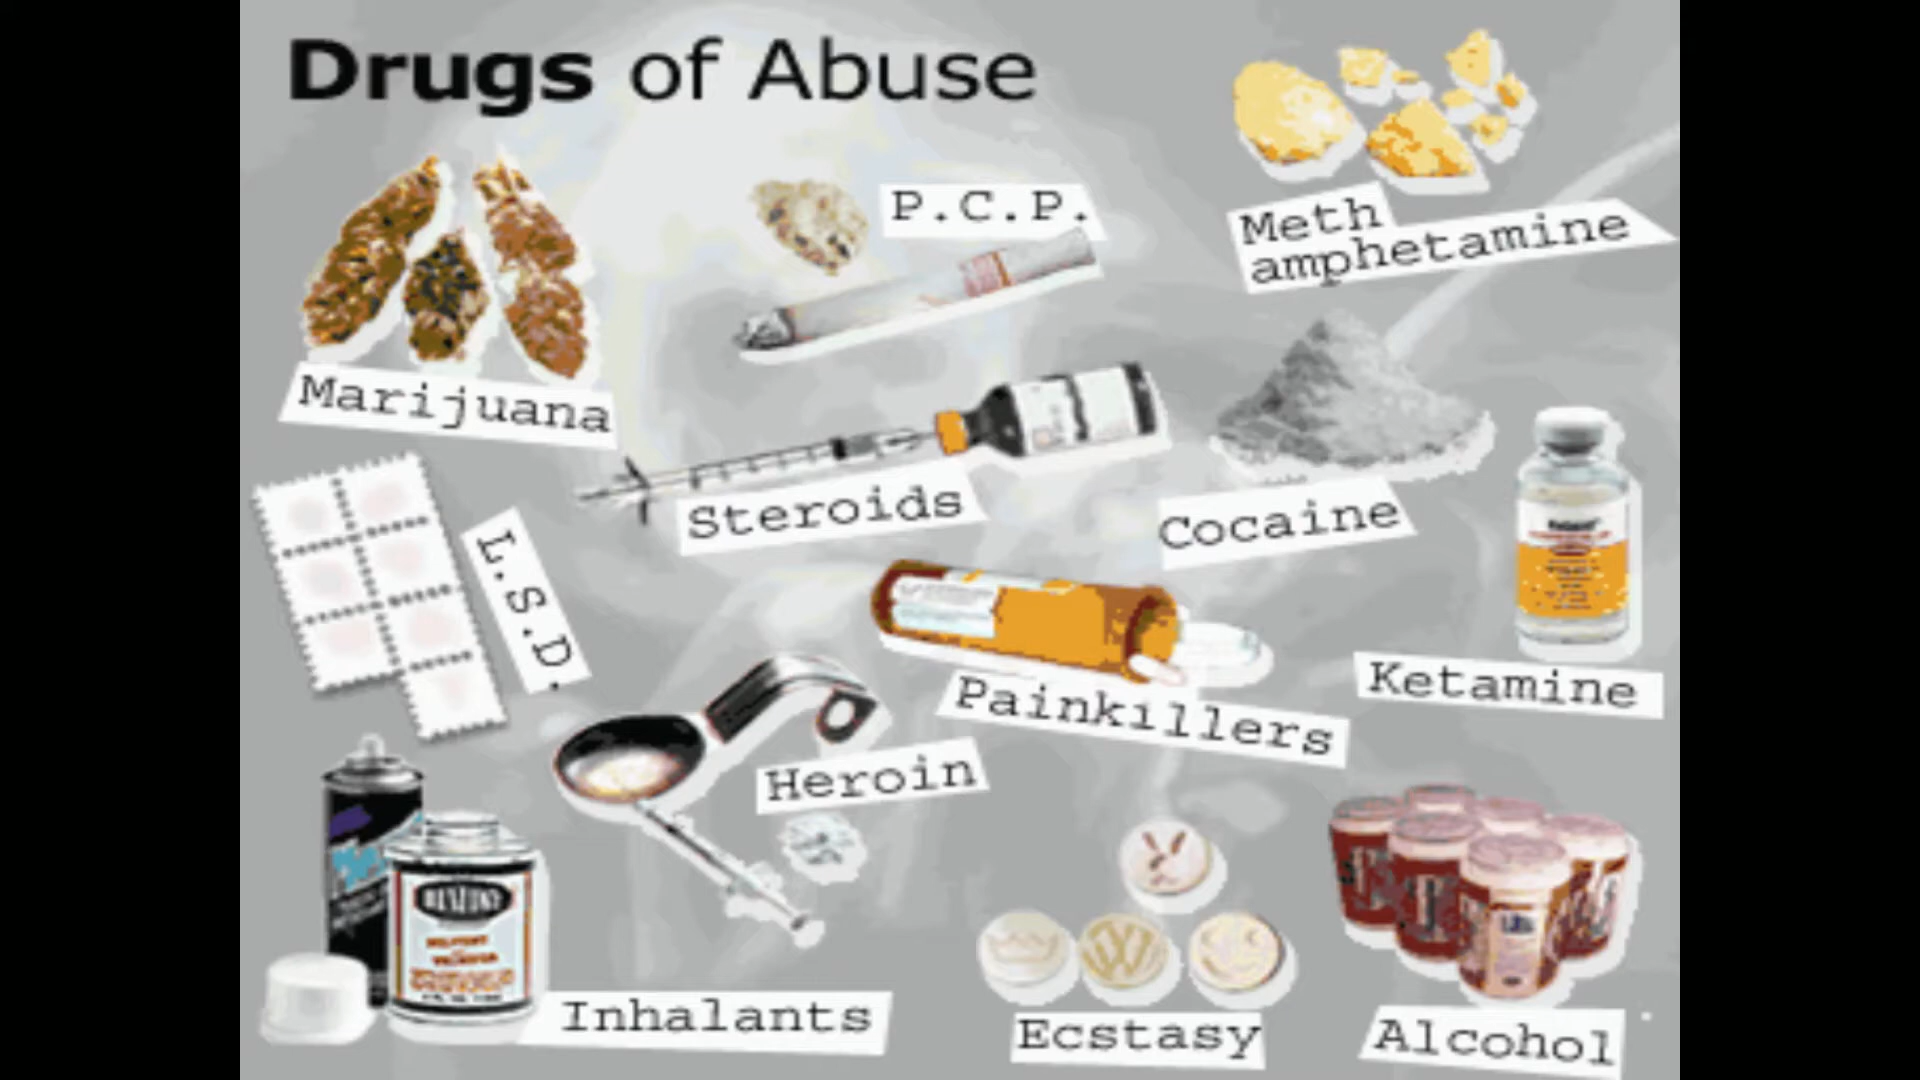 Drugs of Abuse
P.C.P.
Meth
amphetamine
Marijuana
Steroids
Cocaine
L.S.D.
Painkillers
Ketamine
Heroin
Inhalants
Ecstasy
Alcohol